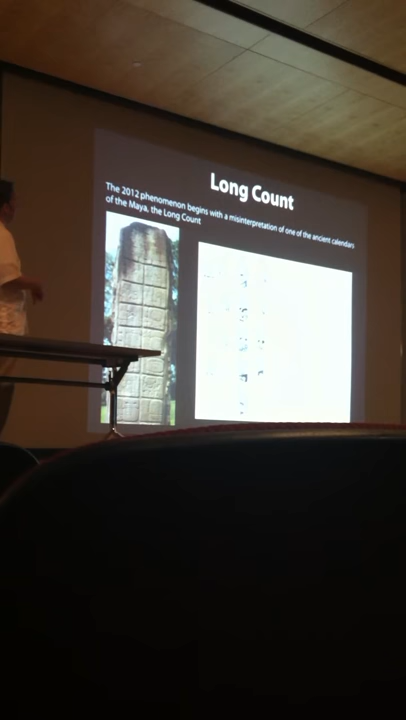 Long Count
The 2012 phenomenon begins with a misinterpretation of one of the ancient calendars
of the Maya, the Long Count